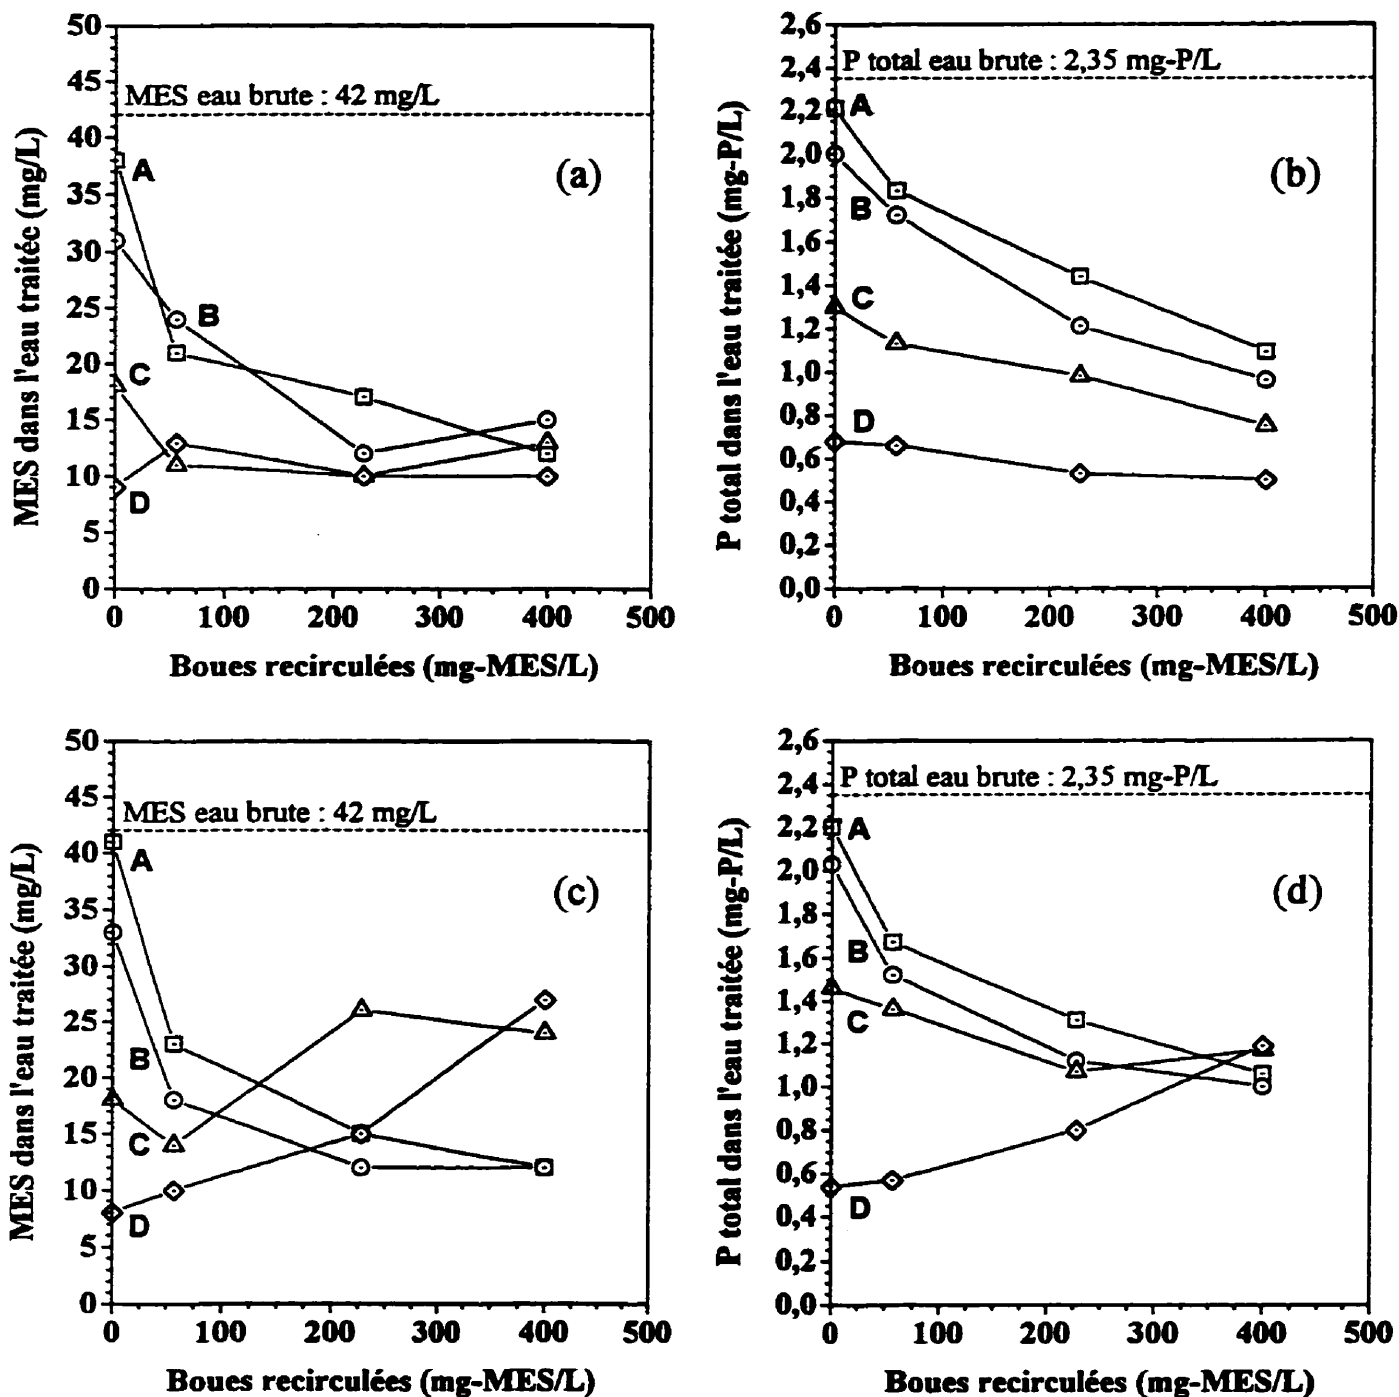 MES dans l'eau traitée (mg/L)
50
45
40
35
30
25
20
15
10
5
0
MES eau brute : 42 mg/L
(a)
A
B
C
D
0 100 200 300 400 500
Boues recirculées (mg-MES/L)
P total dans l'eau traitée (mg-P/L)
2,6
2,4
2,2
2,0
1,8
1,6
1,4
1,2
1,0
0,8
0,6
0,4
0,2
0,0
P total eau brute : 2,35 mg-P/L
(b)
A
B
C
D
0 100 200 300 400 500
Boues recirculées (mg-MES/L)
MES dans l'eau traitée (mg/L)
50
45
40
35
30
25
20
15
10
5
0
MES eau brute : 42 mg/L
(c)
A
B
C
D
0 100 200 300 400 500
Boues recirculées (mg-MES/L)
P total dans l'eau traitée (mg-P/L)
2,6
2,4
2,2
2,0
1,8
1,6
1,4
1,2
1,0
0,8
0,6
0,4
0,2
0,0
P total eau brute : 2,35 mg-P/L
(d)
A
B
C
D
0 100 200 300 400 500
Boues recirculées (mg-MES/L)